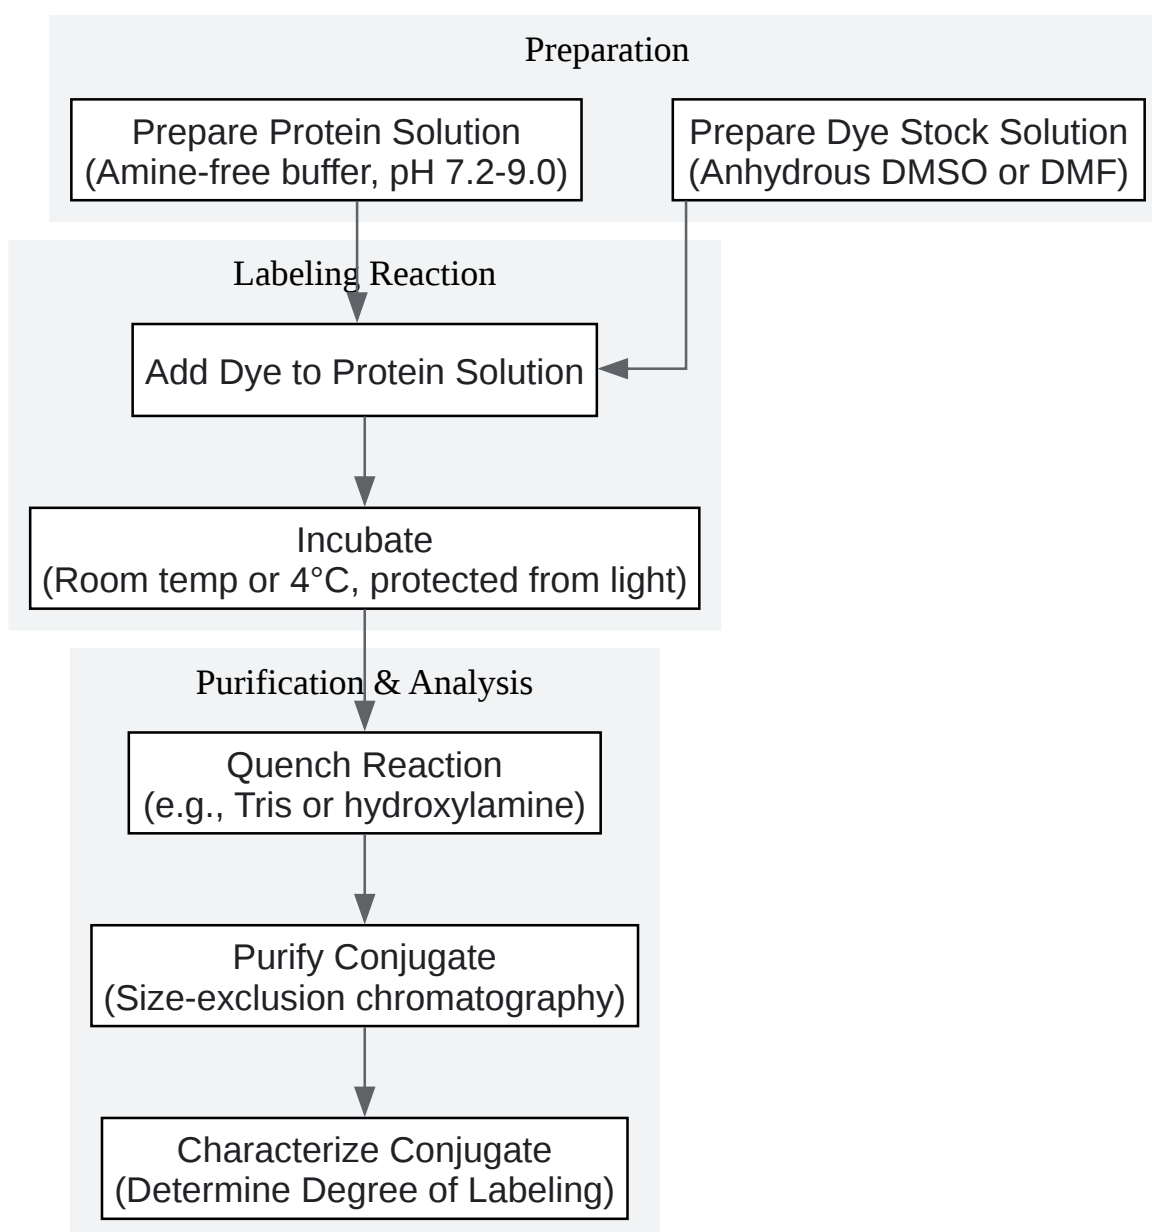 Preparation
Prepare Protein Solution
(Amine-free buffer, pH 7.2-9.0)
Prepare Dye Stock Solution
(Anhydrous DMSO or DMF)
Labeling Reaction
Add Dye to Protein Solution
Incubate
(Room temp or 4°C, protected from light)
Purification & Analysis
Quench Reaction
(e.g., Tris or hydroxylamine)
Purify Conjugate
(Size-exclusion chromatography)
Characterize Conjugate
(Determine Degree of Labeling)